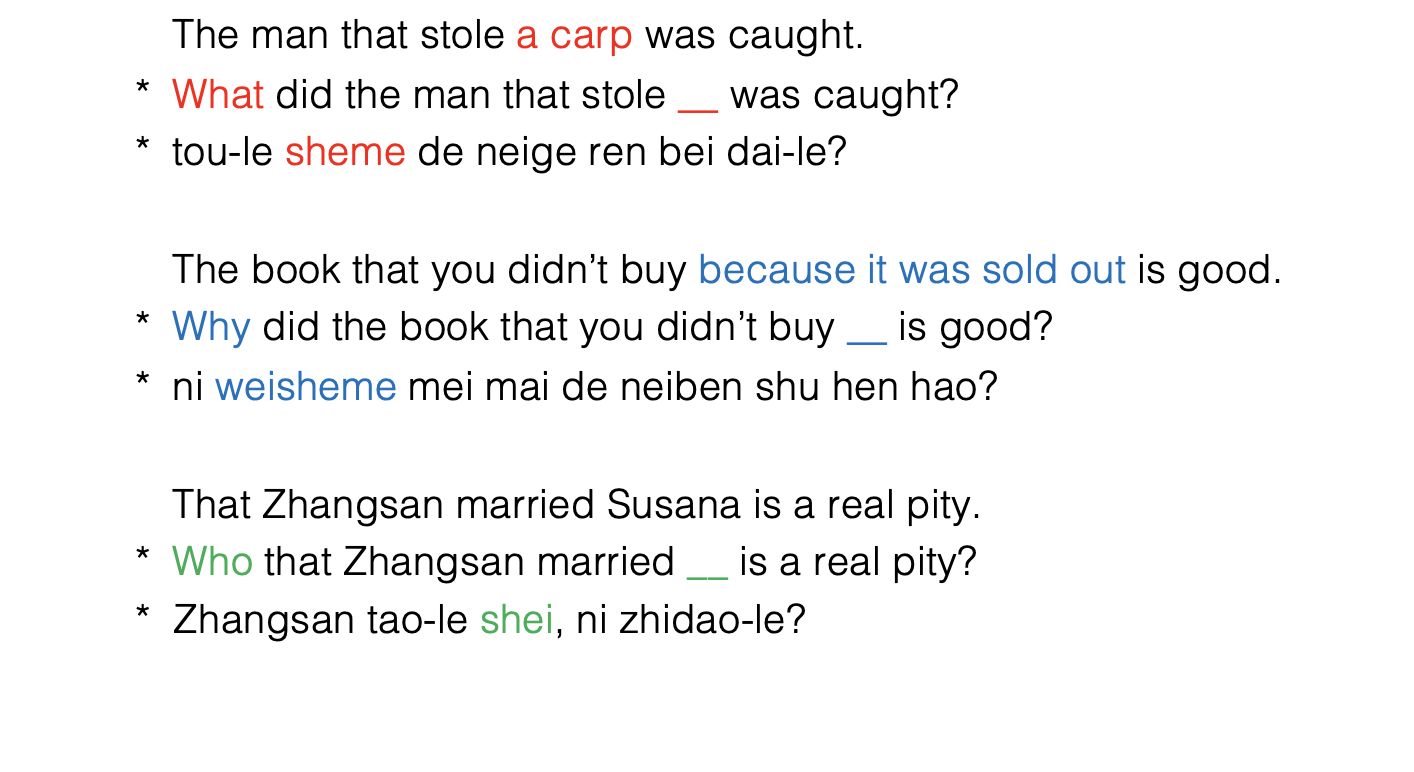 The man that stole a carp was caught.
* What did the man that stole __ was caught?
* tou-le sheme de neige ren bei dai-le?
The book that you didn’t buy because it was sold out is good.
* Why did the book that you didn’t buy __ is good?
* ni weisheme mei mai de neiben shu hen hao?
That Zhangsan married Susana is a real pity.
* Who that Zhangsan married __ is a real pity?
* Zhangsan tao-le shei, ni zhidao-le?